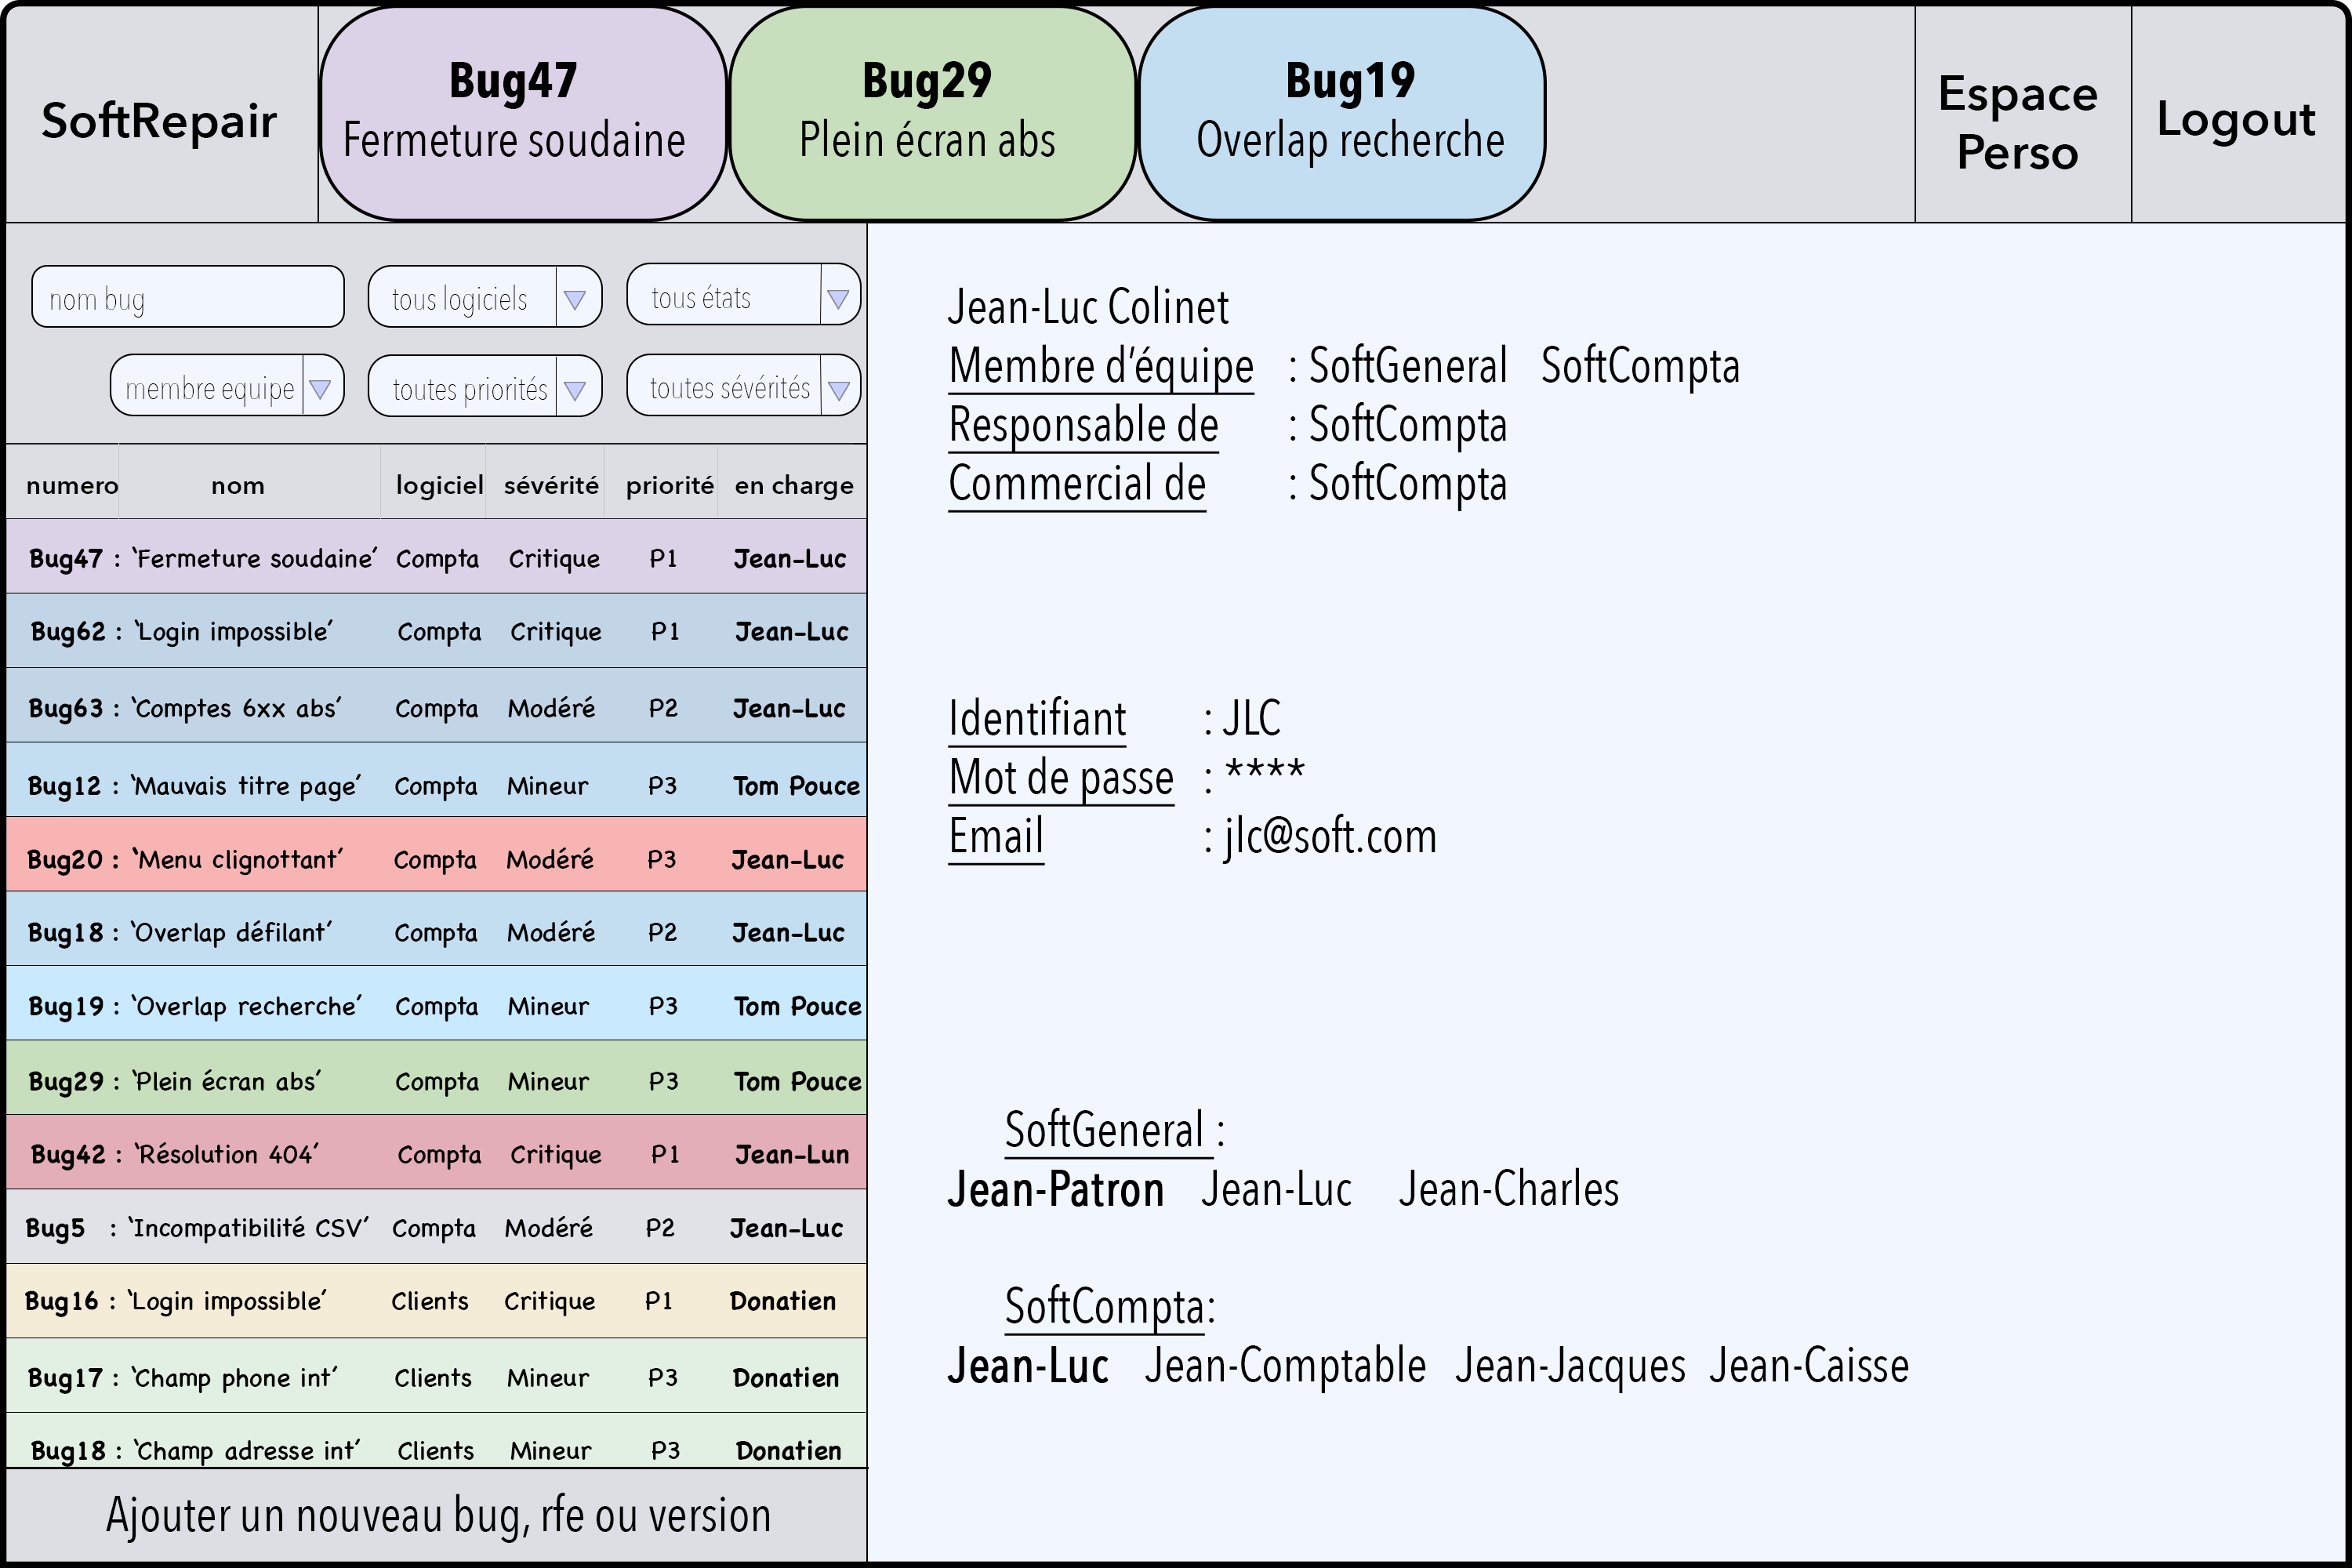 SoftRepair
Bug47
Fermeture soudaine
Bug29
Plein écran abs
Bug19
Overlap recherche
Espace
Perso
Logout
nom bug
tous logiciels
tous états
membre equipe
toutes priorités
toutes sévérités
numero nom logiciel sévérité priorité en charge
Bug47 : 'Fermeture soudaine' Compta Critique P1 Jean-Luc
Bug62 : 'Login impossible' Compta Critique P1 Jean-Luc
Bug63 : 'Comptes 6xx abs' Compta Modéré P2 Jean-Luc
Bug12 : 'Mauvais titre page' Compta Mineur P3 Tom Pouce
Bug20 : 'Menu clignottant' Compta Modéré P3 Jean-Luc
Bug18 : 'Overlap défilant' Compta Modéré P2 Jean-Luc
Bug19 : 'Overlap recherche' Compta Mineur P3 Tom Pouce
Bug29 : 'Plein écran abs' Compta Mineur P3 Tom Pouce
Bug42 : 'Résolution 404' Compta Critique P1 Jean-Lun
Bug5 : 'Incompatibilité CSV' Compta Modéré P2 Jean-Luc
Bug16 : 'Login impossible' Clients Critique P1 Donatien
Bug17 : 'Champ phone int' Clients Mineur P3 Donatien
Bug18 : 'Champ adresse int' Clients Mineur P3 Donatien
Ajouter un nouveau bug, rfe ou version
Jean-Luc Colinet
Membre d'équipe : SoftGeneral SoftCompta
Responsable de : SoftCompta
Commercial de : SoftCompta
Identifiant : JLC
Mot de passe : ****
Email : jlc@soft.com
SoftGeneral :
Jean-Patron Jean-Luc Jean-Charles
SoftCompta:
Jean-Luc Jean-Comptable Jean-Jacques Jean-Caisse